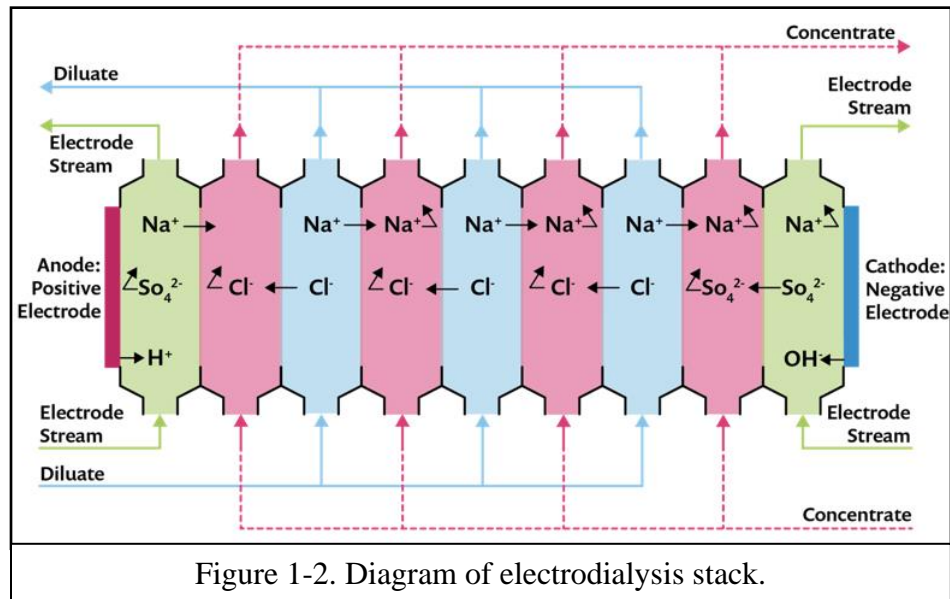 Concentrate
Diluate
Electrode
Stream
Electrode
Stream
Na⁺ Na⁺ Na⁺ Na⁺ Na⁺ Na⁺ Na⁺ Na⁺
Anode:
Positive
Electrode
So₄²⁻ Cl⁻ Cl⁻ Cl⁻ Cl⁻ Cl⁻ Cl⁻ So₄²⁻ So₄²⁻
Cathode:
Negative
Electrode
H⁺ OH⁻
Electrode
Stream
Electrode
Stream
Diluate
Concentrate
Figure 1-2. Diagram of electrodialysis stack.